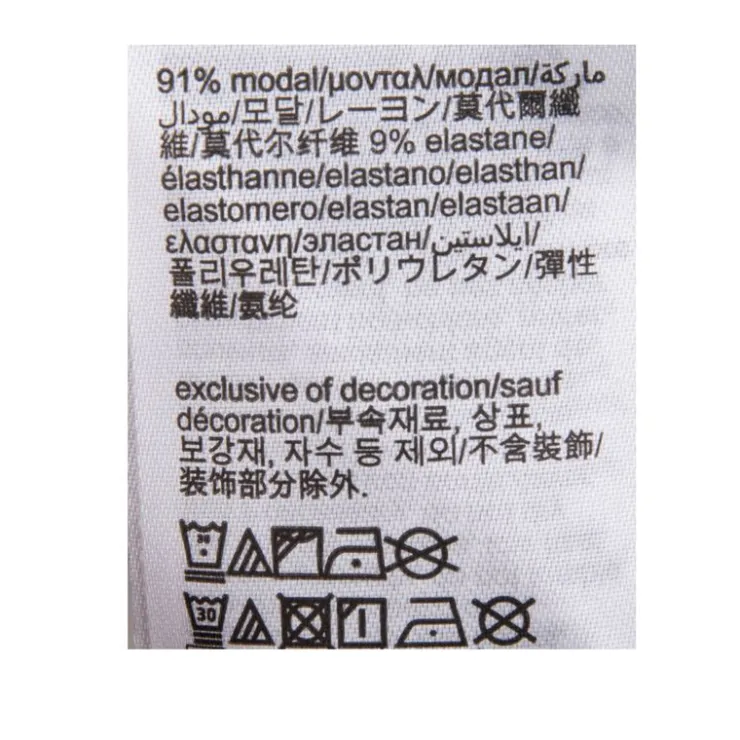 91% modal/μονταλ/модал/ماركة
مودال/모달/レーヨン/莫代爾纖
維/莫代尔纤维 9% elastane/
élasthanne/elastano/elasthan/
elastomero/elastan/elastaan/
ελαστανη/эластан/ايلاستين/
폴리우레탄/ポリウレタン/彈性
纖維/氨纶
exclusive of decoration/sauf
décoration/부속재료, 상표,
보강재, 자수 등 제외/不含裝飾/
装饰部分除外.
30
30